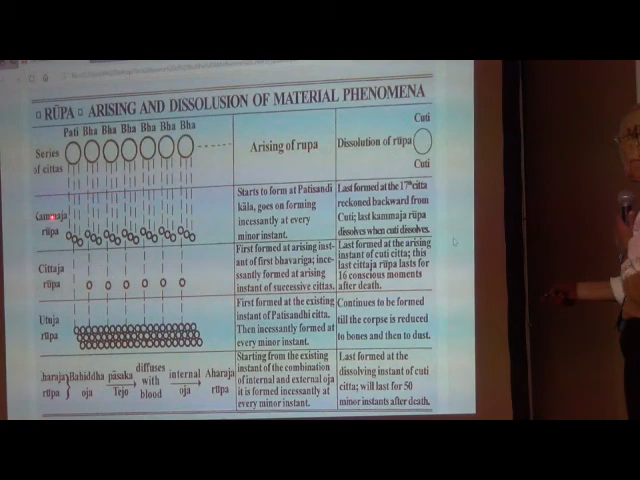 RŪPA ARISING AND DISSOLUSION OF MATERIAL PHENOMENA
Pati Bha Bha Bha Bha Bha Bha
Series
of cittas
Arising of rupa
Cuti
Dissolution of rūpa
Cuti
Kammaja
rūpa
Starts to form at Patisandi
kāla, goes on forming
incessantly at every
minor instant.
Last formed at the 17th citta
reckoned backward from
Cuti; last kammaja rūpa
dissolves when cuti dissolves.
Cittaja
rūpa
First formed at arising inst-
ant of first bhavariga; ince-
ssantly formed at arising
instant of successive cittas.
Last formed at the arising
instant of cuti citta; this
last cittaja rūpa lasts for
16 conscious moments
after death.
Utuja
rūpa
First formed at the existing
instant of Patisandhi citta.
Then incessantly formed at
every minor instant.
Continues to be formed
till the corpse is reduced
to bones and then to dust.
haraja
rūpa
Bahiddha
oja
pāsaka
Tejo
diffuses
with
blood
internal
oja
Aharaja
rūpa
Starting from the existing
instant of the combination
of internal and external oja
it is formed incessantly at
every minor instant.
Last formed at the
dissolving instant of cuti
citta; will last for 50
minor instants after death.